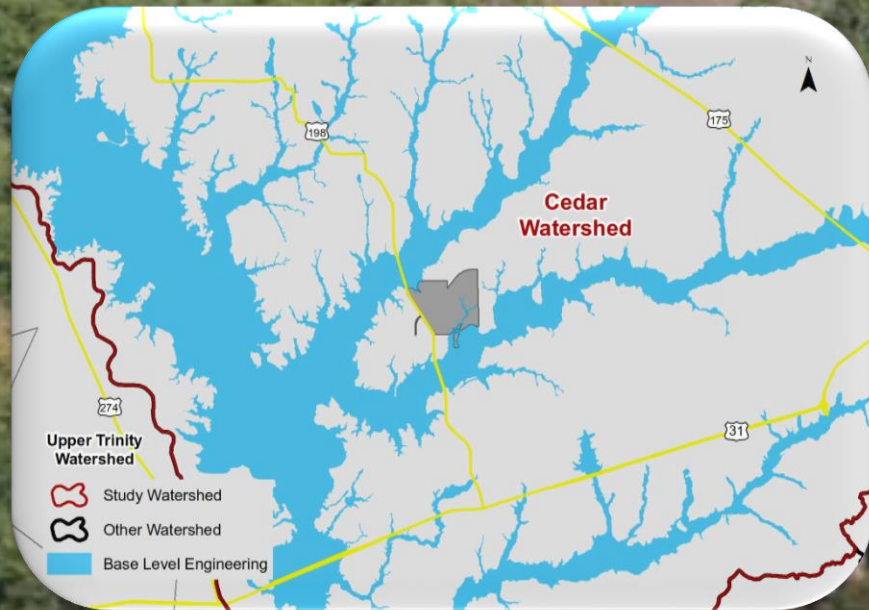 N
198
175
Cedar
Watershed
274
31
Upper Trinity
Watershed
Study Watershed
Other Watershed
Base Level Engineering